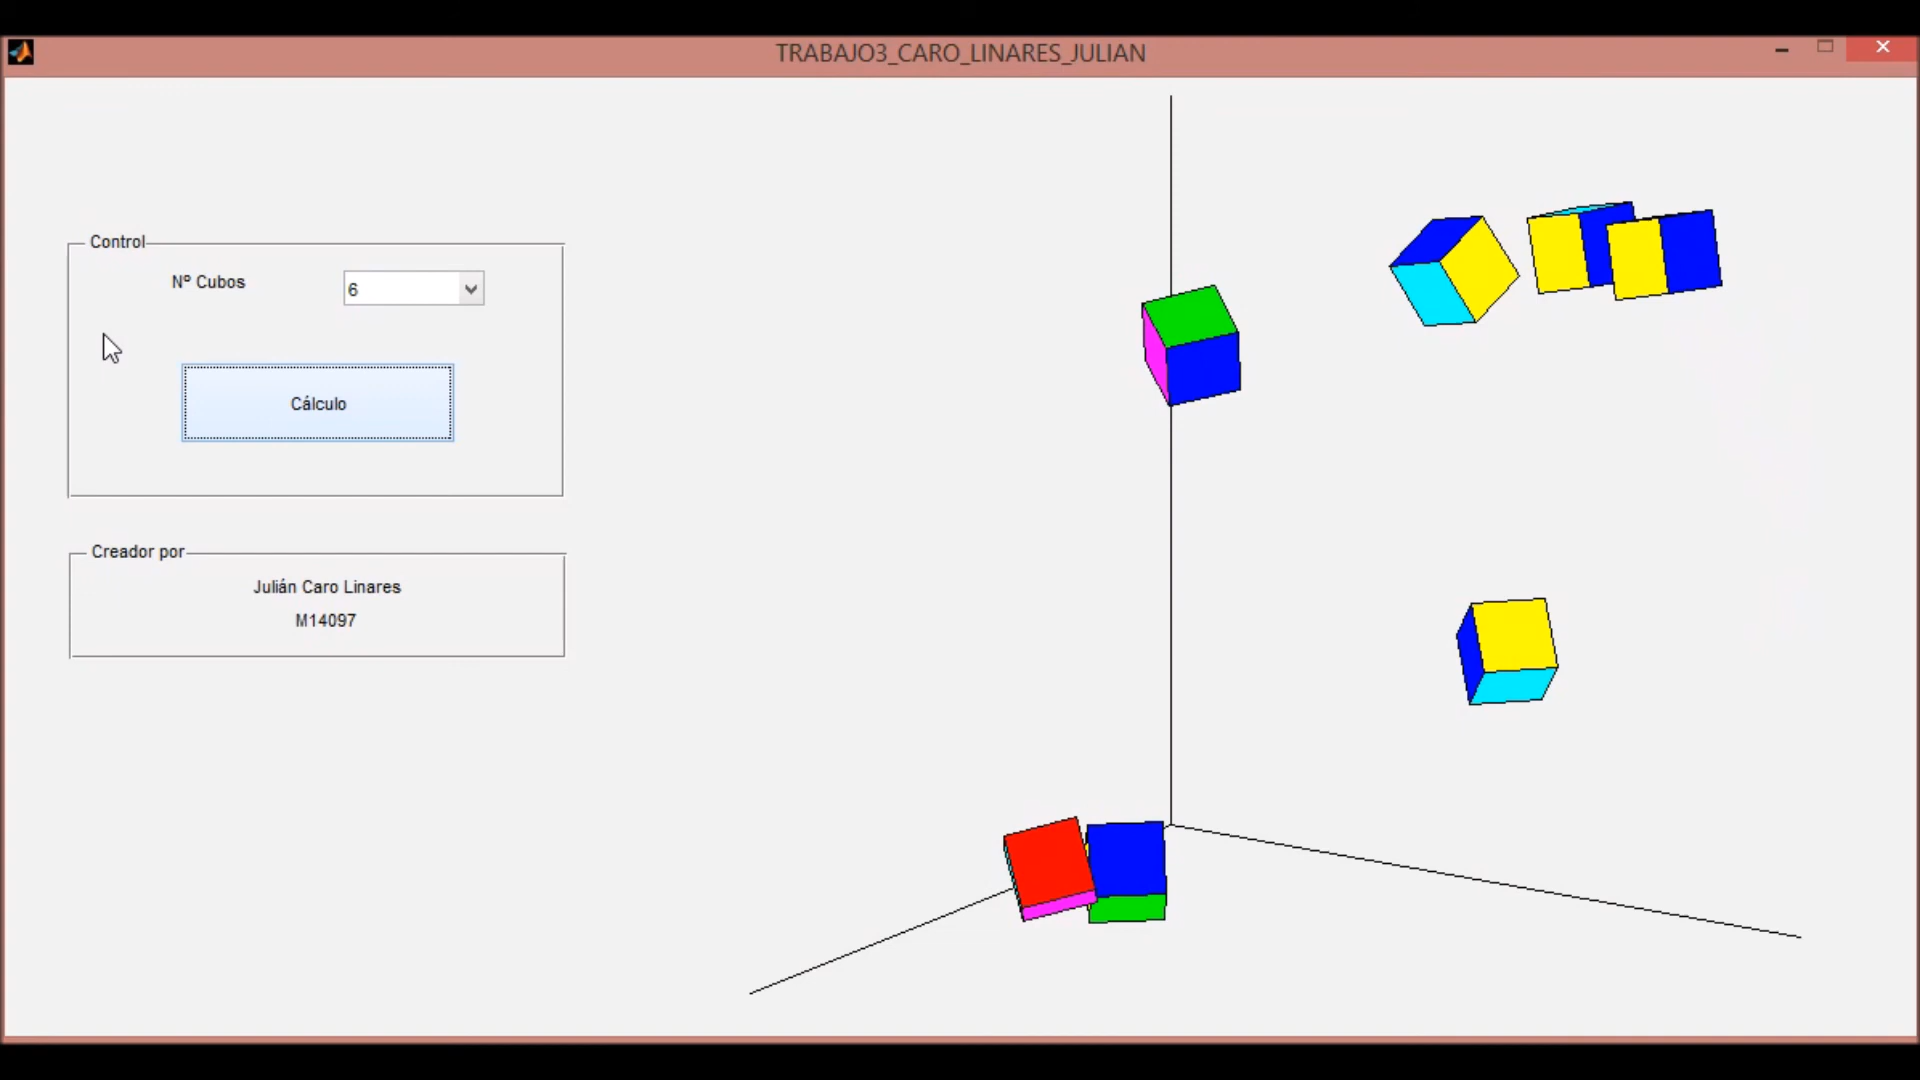 TRABAJO3_CARO_LINARES_JULIAN
Control
Nº Cubos
6
Cálculo
Creador por
Julián Caro Linares
M14097